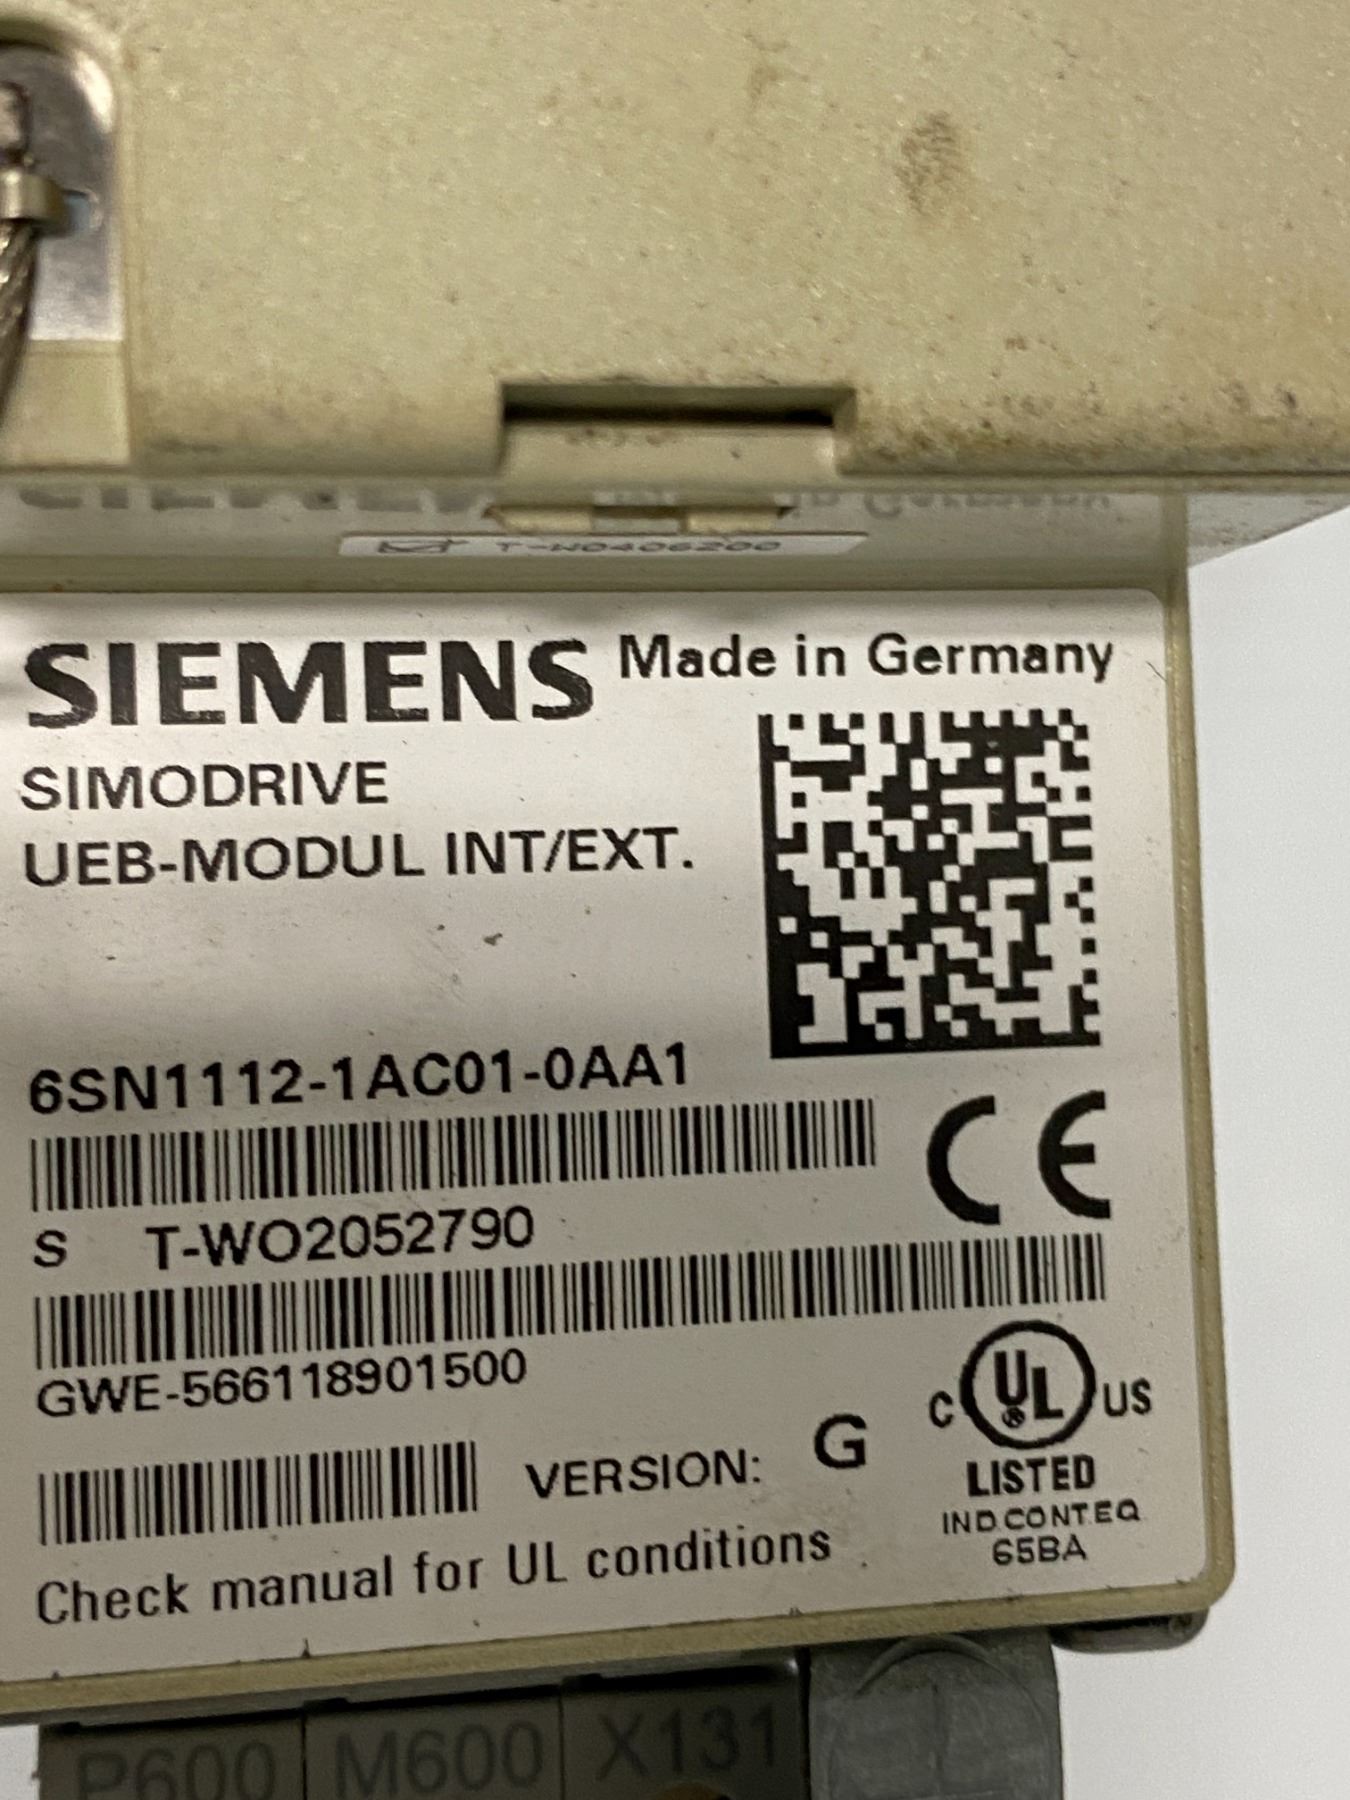 T-W0406200
SIEMENS Made in Germany
SIMODRIVE
UEB-MODUL INT/EXT.
6SN1112-1AC01-0AA1
CE
S T-WO2052790
GWE-566118901500
C UL ® US
LISTED
IND.CONT.EQ
65BA
VERSION: G
Check manual for UL conditions
P600 M600 X131